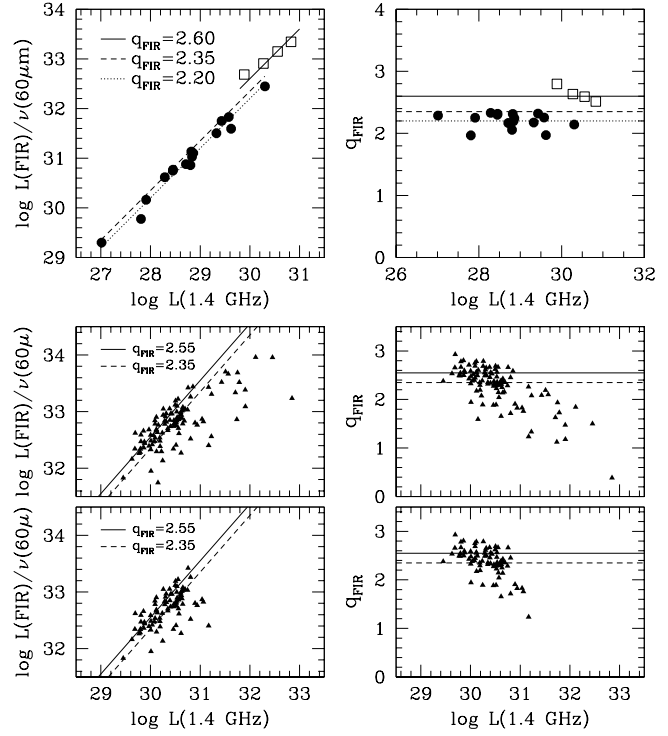 34
33
32
31
30
29
log L(FIR)/ν(60μm)
q_FIR=2.60
q_FIR=2.35
q_FIR=2.20
27 28 29 30 31
log L(1.4 GHz)
4
3
2
1
0
q_FIR
26 28 30 32
log L(1.4 GHz)
34
33
32
log L(FIR)/ν(60μ)
q_FIR=2.55
q_FIR=2.35
3
2
1
0
q_FIR
34
33
32
log L(FIR)/ν(60μ)
q_FIR=2.55
q_FIR=2.35
29 30 31 32 33
log L(1.4 GHz)
3
2
1
0
q_FIR
29 30 31 32 33
log L(1.4 GHz)